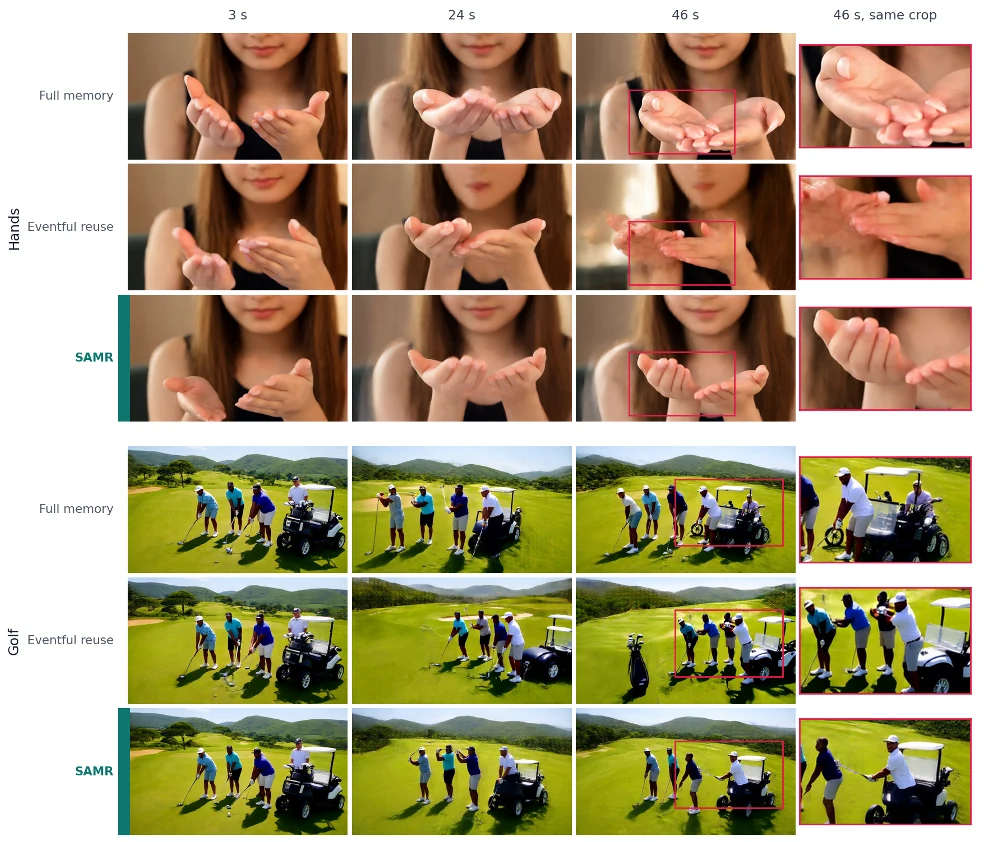 3 s
24 s
46 s
46 s, same crop
Hands
Full memory
Eventful reuse
SAMR
Golf
Full memory
Eventful reuse
SAMR